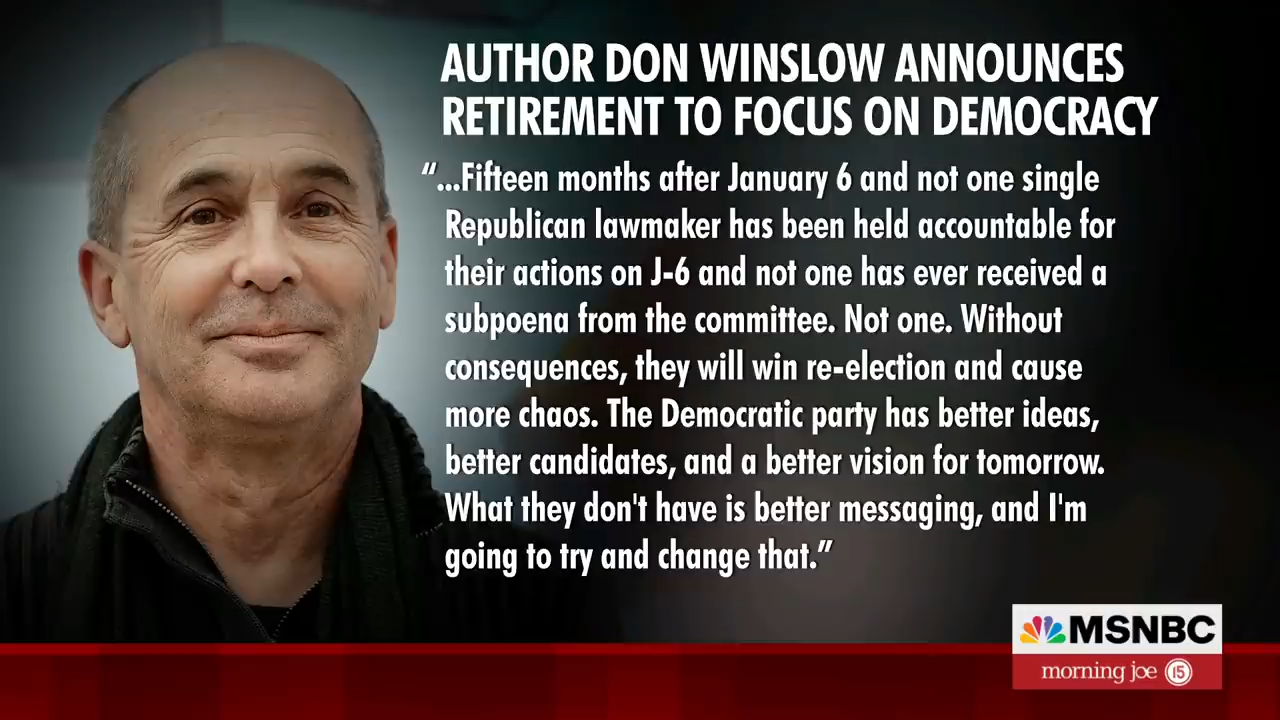 AUTHOR DON WINSLOW ANNOUNCES
RETIREMENT TO FOCUS ON DEMOCRACY
“...Fifteen months after January 6 and not one single
Republican lawmaker has been held accountable for
their actions on J-6 and not one has ever received a
subpoena from the committee. Not one. Without
consequences, they will win re-election and cause
more chaos. The Democratic party has better ideas,
better candidates, and a better vision for tomorrow.
What they don't have is better messaging, and I'm
going to try and change that.”
MSNBC
morning joe 15